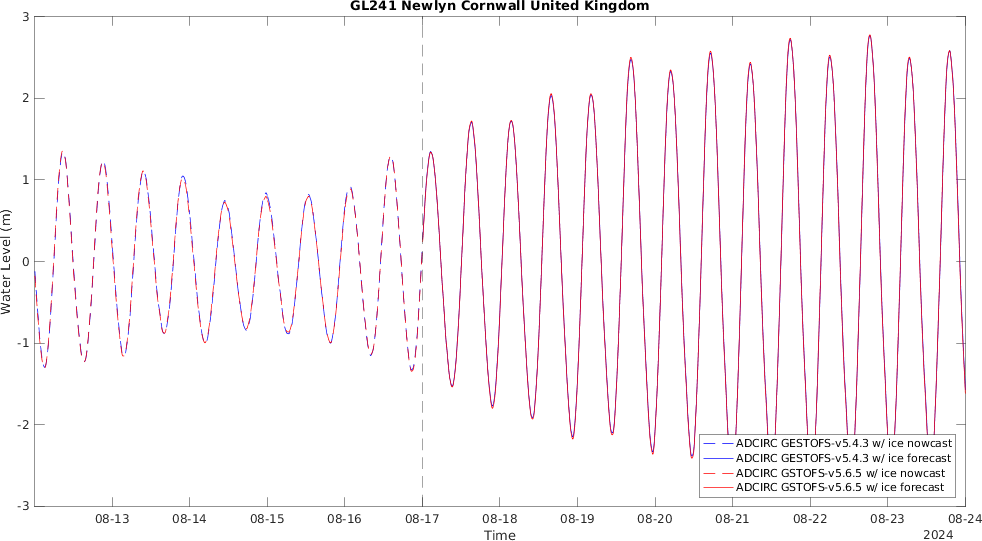 GL241 Newlyn Cornwall United Kingdom
3
2
1
0
-1
-2
-3
Water Level (m)
08-13
08-14
08-15
08-16
08-17
08-18
08-19
08-20
08-21
08-22
08-23
08-24
Time
2024
ADCIRC GESTOFS-v5.4.3 w/ ice nowcast
ADCIRC GESTOFS-v5.4.3 w/ ice forecast
ADCIRC GSTOFS-v5.6.5 w/ ice nowcast
ADCIRC GSTOFS-v5.6.5 w/ ice forecast